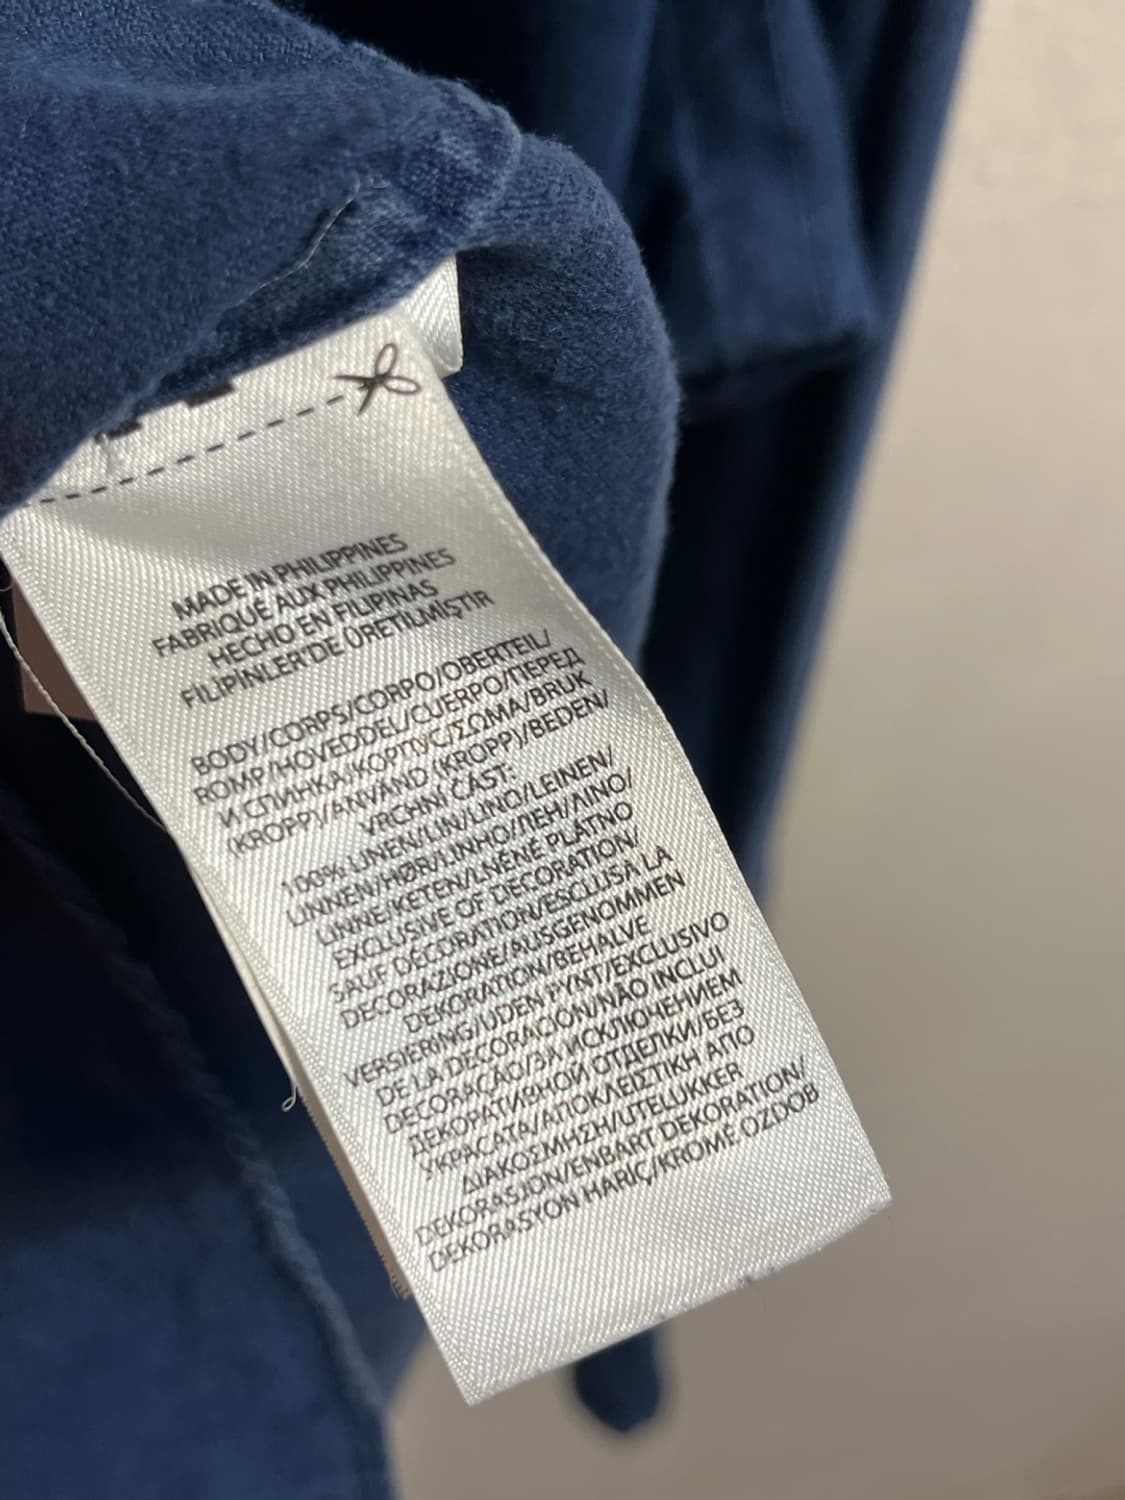 MADE IN PHILIPPINES
FABRIQUÉ AUX PHILIPPINES
HECHO EN FILIPINAS
FILIPINLER'DE ÜRETILMİŞTİR
BODY/CORPS/CORPO/OBERTEIL/
ROMP/HOVEDDEL/CUERPO/ПЕРЕД
И СПИНКА/КОРПУС/ΣΩΜΑ/BRUK
(KROPP)/ANVÄND (KROPP)/BEDEN/
VRCHNÍ ČÁST:
100% LINEN/LIN/LINO/LEINEN/
LINNEN/HØR/LINHO/ЛЕН/ΛΙΝΟ/
LINNE/KETEN/LNĚNÉ PLÁTNO
EXCLUSIVE OF DECORATION/
SAUF DÉCORATION/ESCLUSA LA
DECORAZIONE/AUSGENOMMEN
DEKORATION/BEHALVE
VERSIERING/UDEN PYNT/EXCLUSIVO
DE LA DECORACIÓN/NÃO INCLUI
DECORAÇÃO/ЗА ИСКЛЮЧЕНИЕМ
ДЕКОРАТИВНОЙ ОТДЕЛКИ/БЕЗ
УКРАСАТА/ΑΠΟΚΛΕΙΣΤΙΚΗ ΑΠΟ
ΔΙΑΚΟΣΜΗΣΗ/UTELUKKER
DEKORASJON/ENBART DEKORATION/
DEKORASYON HARİÇ/KROMĚ OZDOB